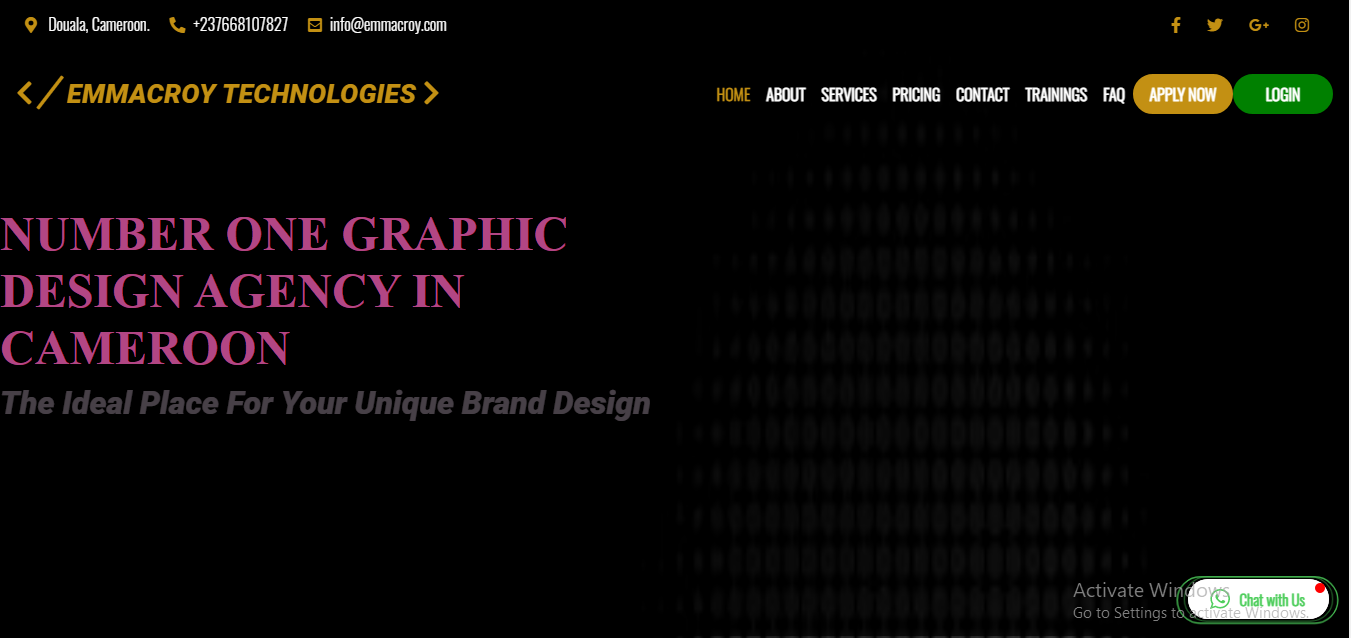 Douala, Cameroon. +237668107827 info@emmacroy.com
EMMACROY TECHNOLOGIES
HOME ABOUT SERVICES PRICING CONTACT TRAININGS FAQ APPLY NOW LOGIN
NUMBER ONE GRAPHIC
DESIGN AGENCY IN
CAMEROON
The Ideal Place For Your Unique Brand Design
Activate Windows
Go to Settings to activate Windows.
Chat with Us